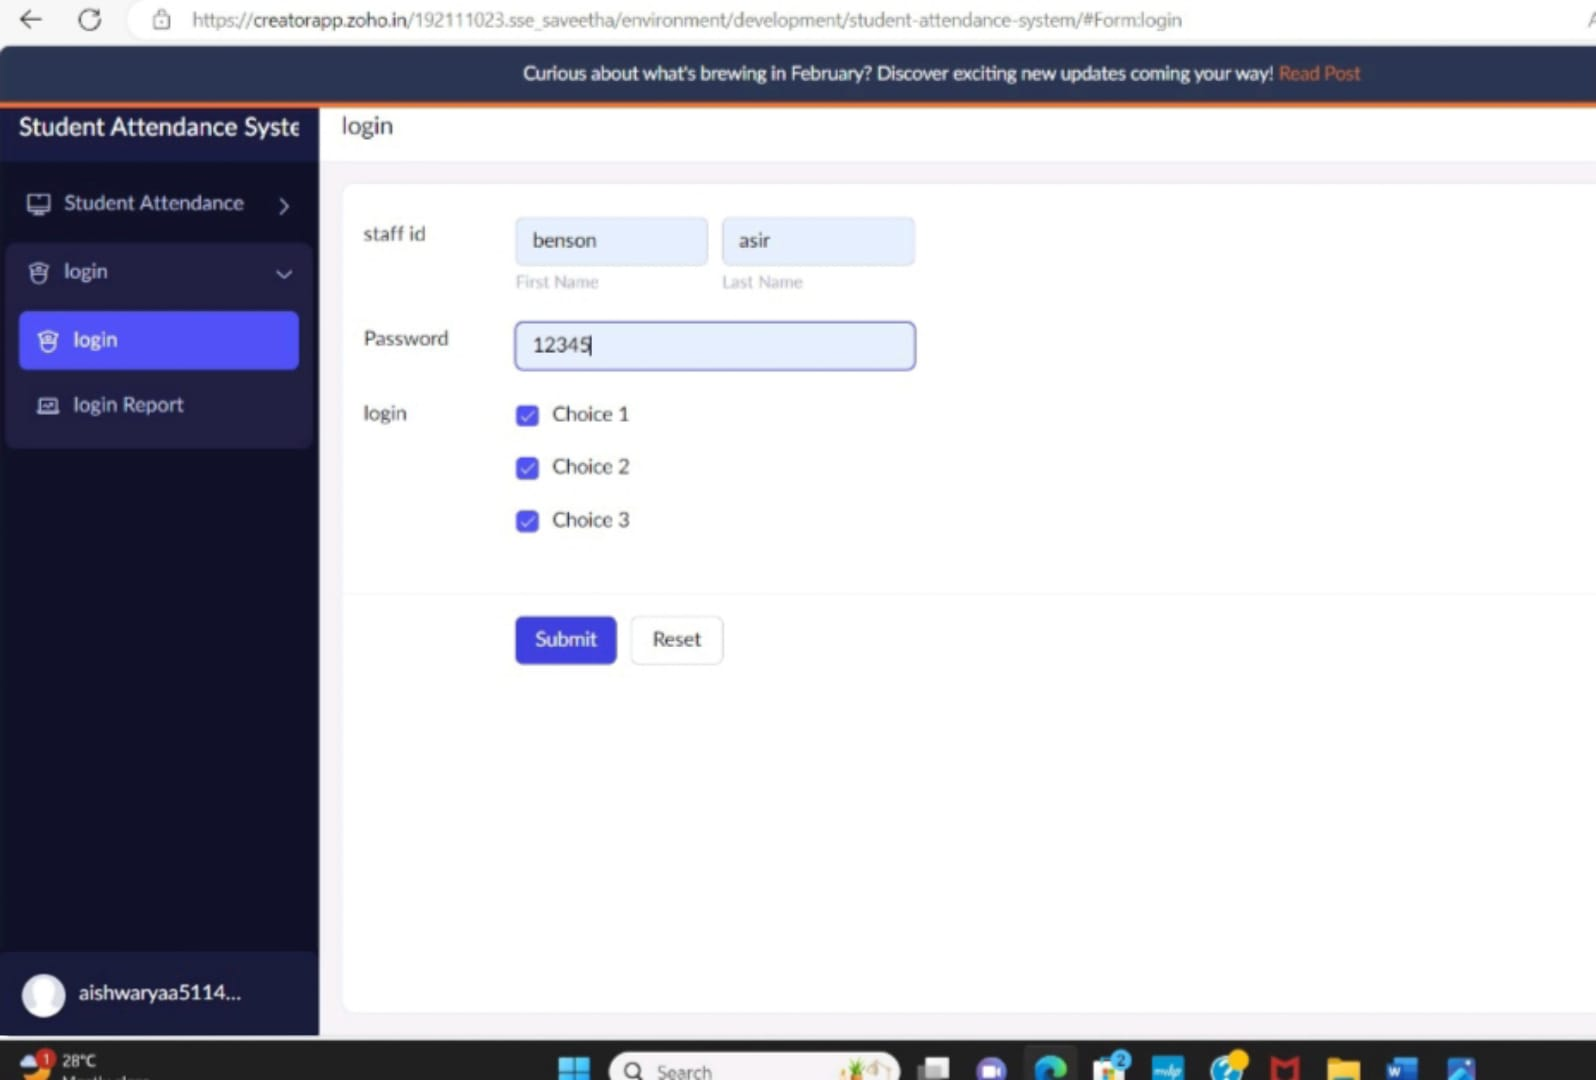 https://creatorapp.zoho.in/192111023.sse_saveetha/environment/development/student-attendance-system/#Form:login
Curious about what's brewing in February? Discover exciting new updates coming your way! Read Post
Student Attendance Syste
login
Student Attendance
login
login
login Report
staff id
benson
asir
First Name
Last Name
Password
12345
login
Choice 1
Choice 2
Choice 3
Submit
Reset
aishwaryaa5114...
1
28°C
Search
2